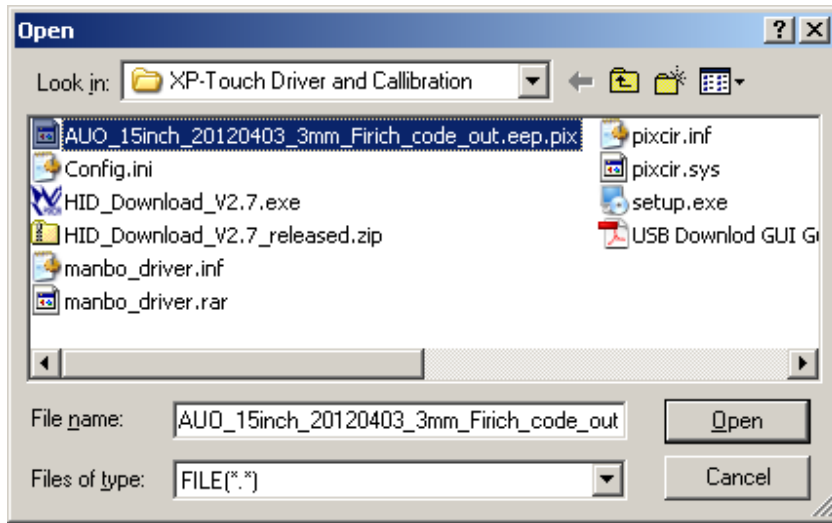 Open
Look in: XP-Touch Driver and Callibration
AUO_15inch_20120403_3mm_Firich_code_out.eep.pix
Config.ini
HID_Download_V2.7.exe
HID_Download_V2.7_released.zip
manbo_driver.inf
manbo_driver.rar
pixcir.inf
pixcir.sys
setup.exe
USB Downlod GUI G
File name: AUO_15inch_20120403_3mm_Firich_code_out Open
Files of type: FILE(*.*) Cancel